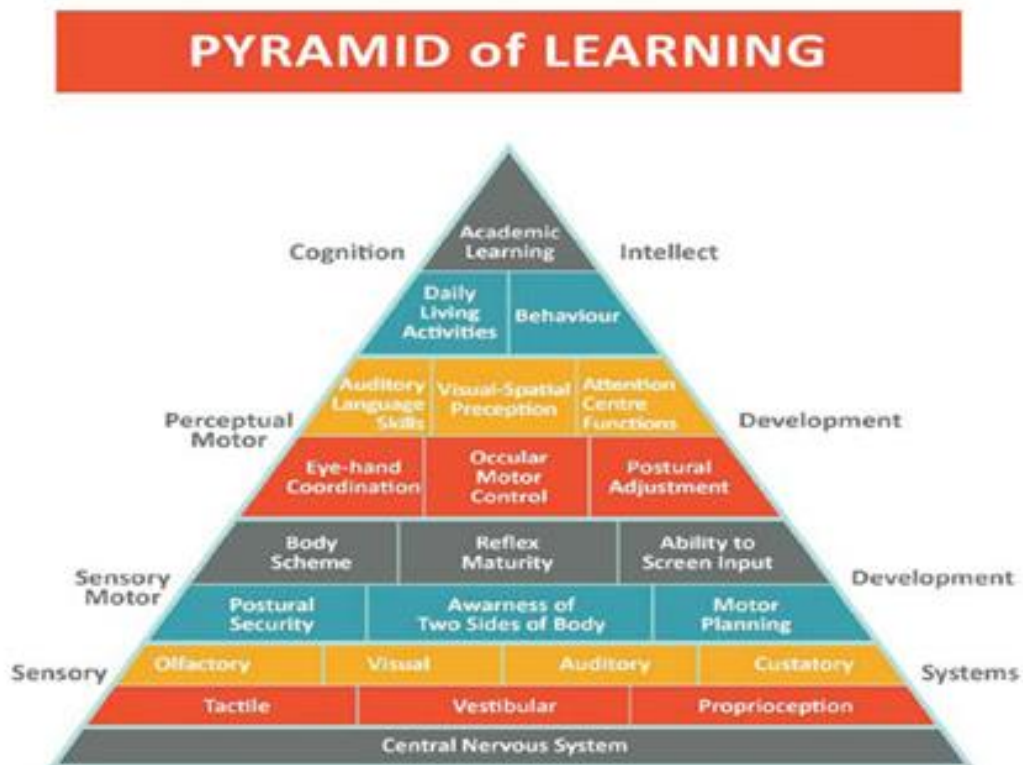 PYRAMID of LEARNING
Academic
Learning
Cognition
Intellect
Daily
Living
Activities
Behaviour
Auditory
Language
Skills
Visual-Spatial
Preception
Attention
Centre
Functions
Perceptual
Motor
Development
Eye-hand
Coordination
Occular
Motor
Control
Postural
Adjustment
Body
Scheme
Reflex
Maturity
Ability to
Screen Input
Sensory
Motor
Development
Postural
Security
Awarness of
Two Sides of Body
Motor
Planning
Sensory
Olfactory
Visual
Auditory
Custatory
Systems
Tactile
Vestibular
Proprioception
Central Nervous System